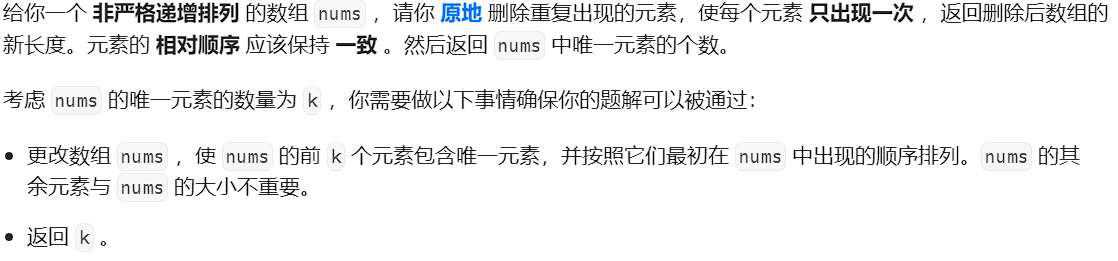 给你一个 非严格递增排列 的数组 nums ，请你 原地 删除重复出现的元素，使每个元素 只出现一次 ，返回删除后数组的
新长度。元素的 相对顺序 应该保持 一致 。然后返回 nums 中唯一元素的个数。
考虑 nums 的唯一元素的数量为 k ，你需要做以下事情确保你的题解可以被通过：
• 更改数组 nums ，使 nums 的前 k 个元素包含唯一元素，并按照它们最初在 nums 中出现的顺序排列。nums 的其
余元素与 nums 的大小不重要。
• 返回 k 。